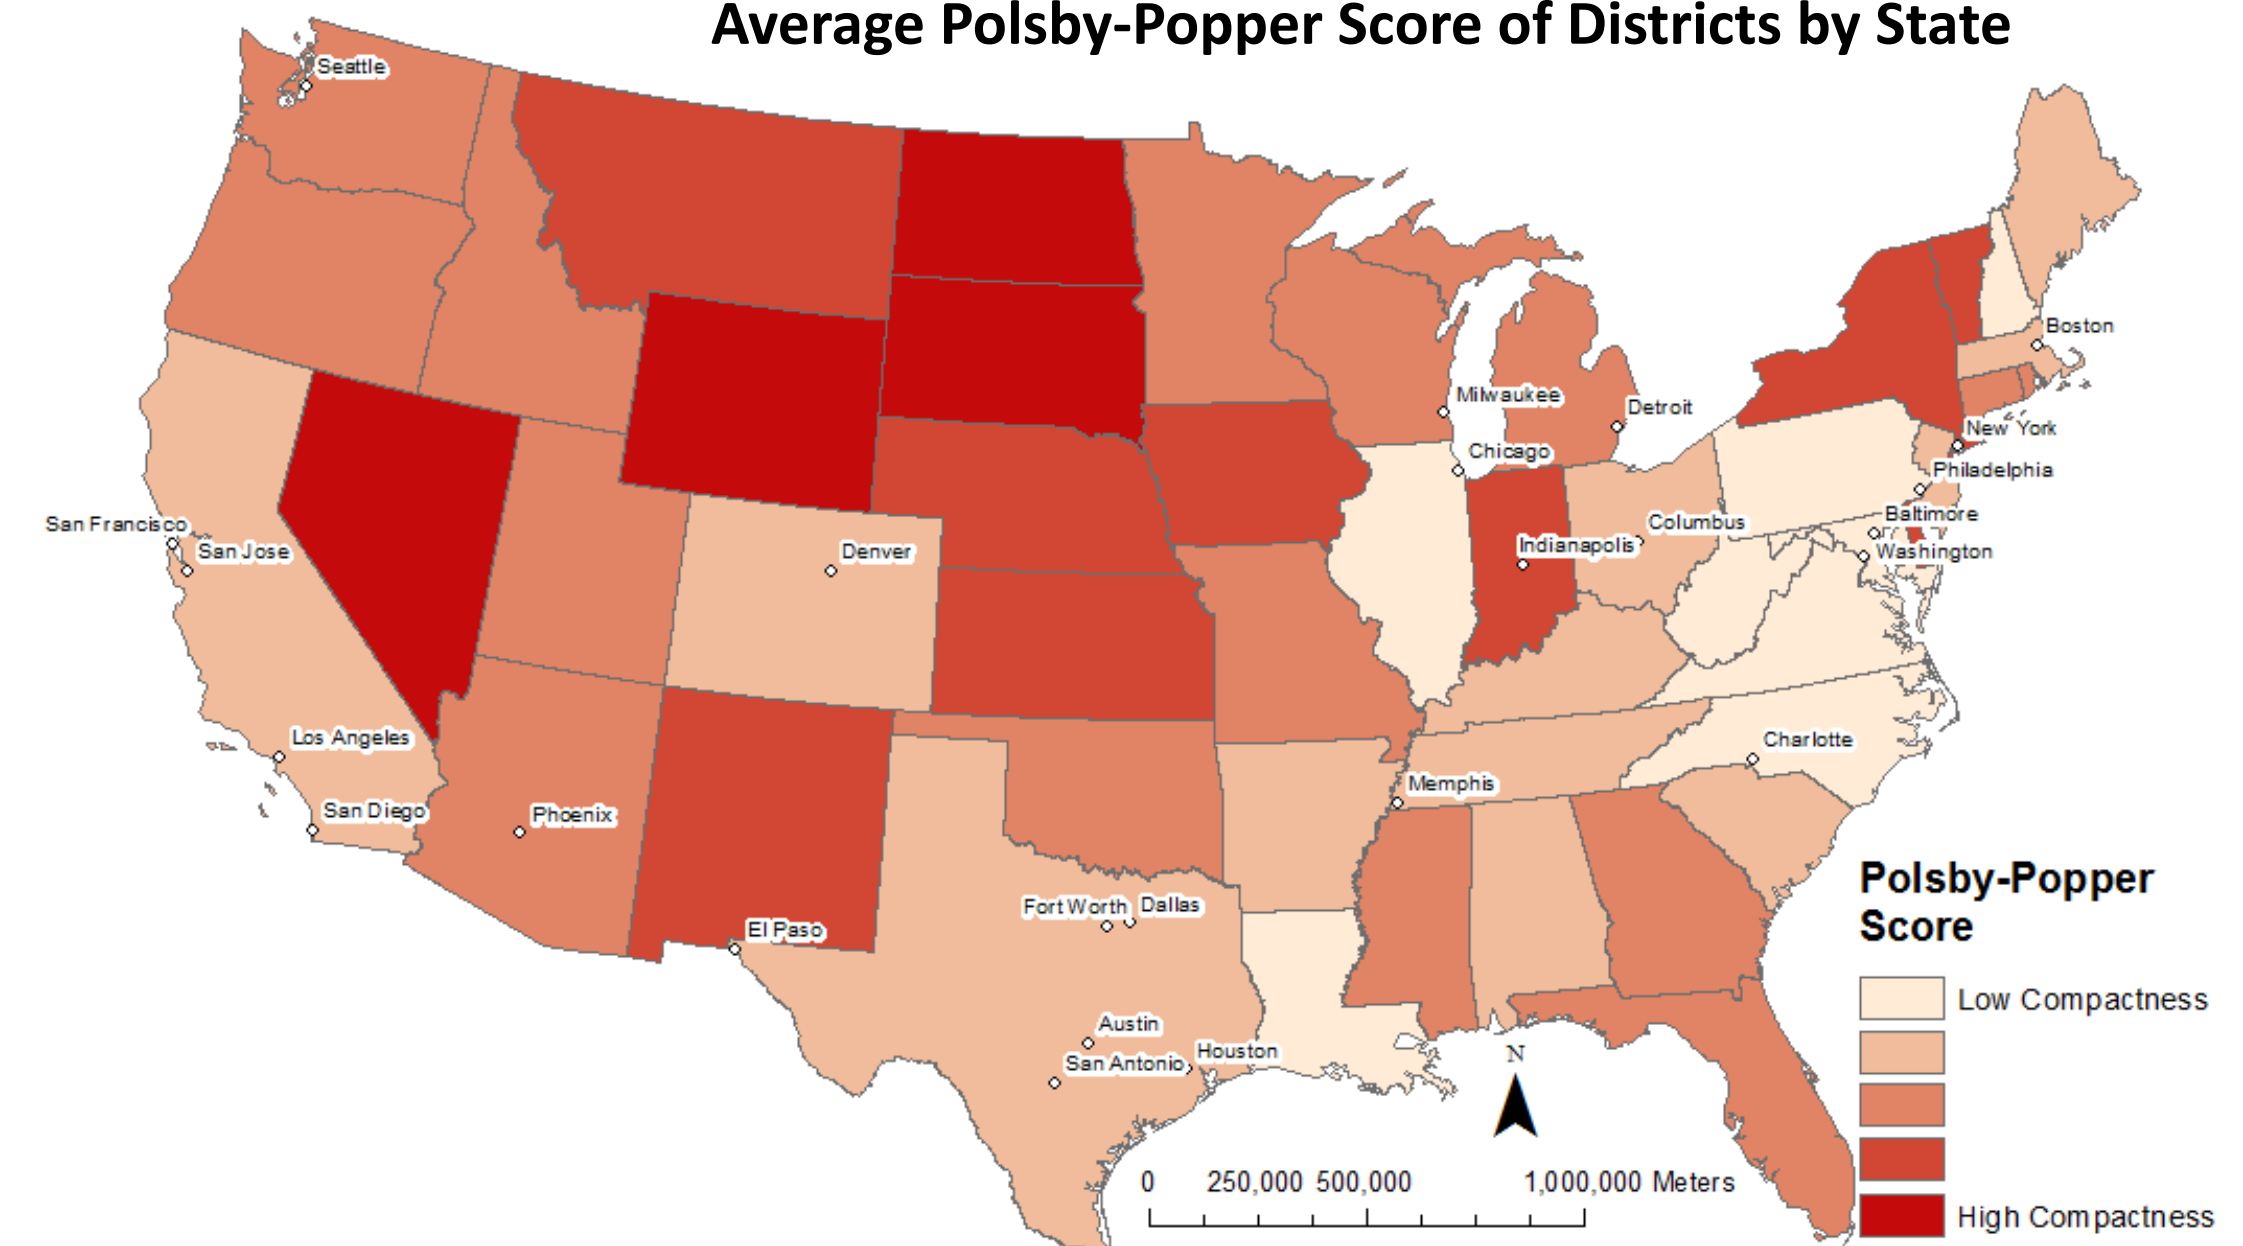 Average Polsby-Popper Score of Districts by State
Seattle
Boston
Milwaukee
Detroit
New York
Chicago
Philadelphia
Baltimore
San Francisco
Columbus
San Jose
Denver
Indianapolis
Washington
Los Angeles
Charlotte
Memphis
San Diego
Phoenix
Polsby-Popper
Score
Fort Worth
Dallas
El Paso
Low Compactness
Austin
Houston
San Antonio
N
0 250,000 500,000 1,000,000 Meters
High Compactness